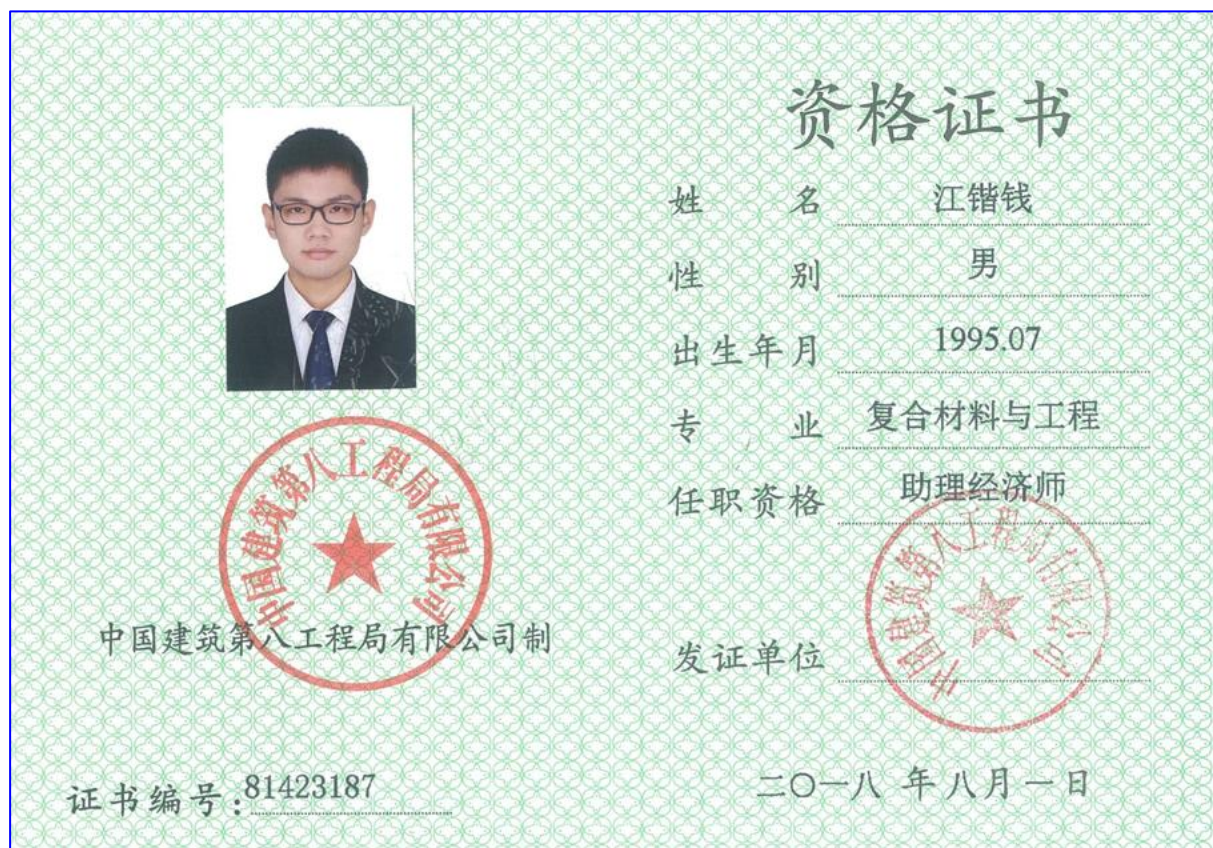 中国建筑第八工程局有限公司
中国建筑第八工程局有限公司制
证书编号:81423187
资格证书
姓名 江锴钱
性别 男
出生年月 1995.07
专业 复合材料与工程
任职资格 助理经济师
发证单位
中国建筑第八工程局有限公司
二〇一八年八月一日